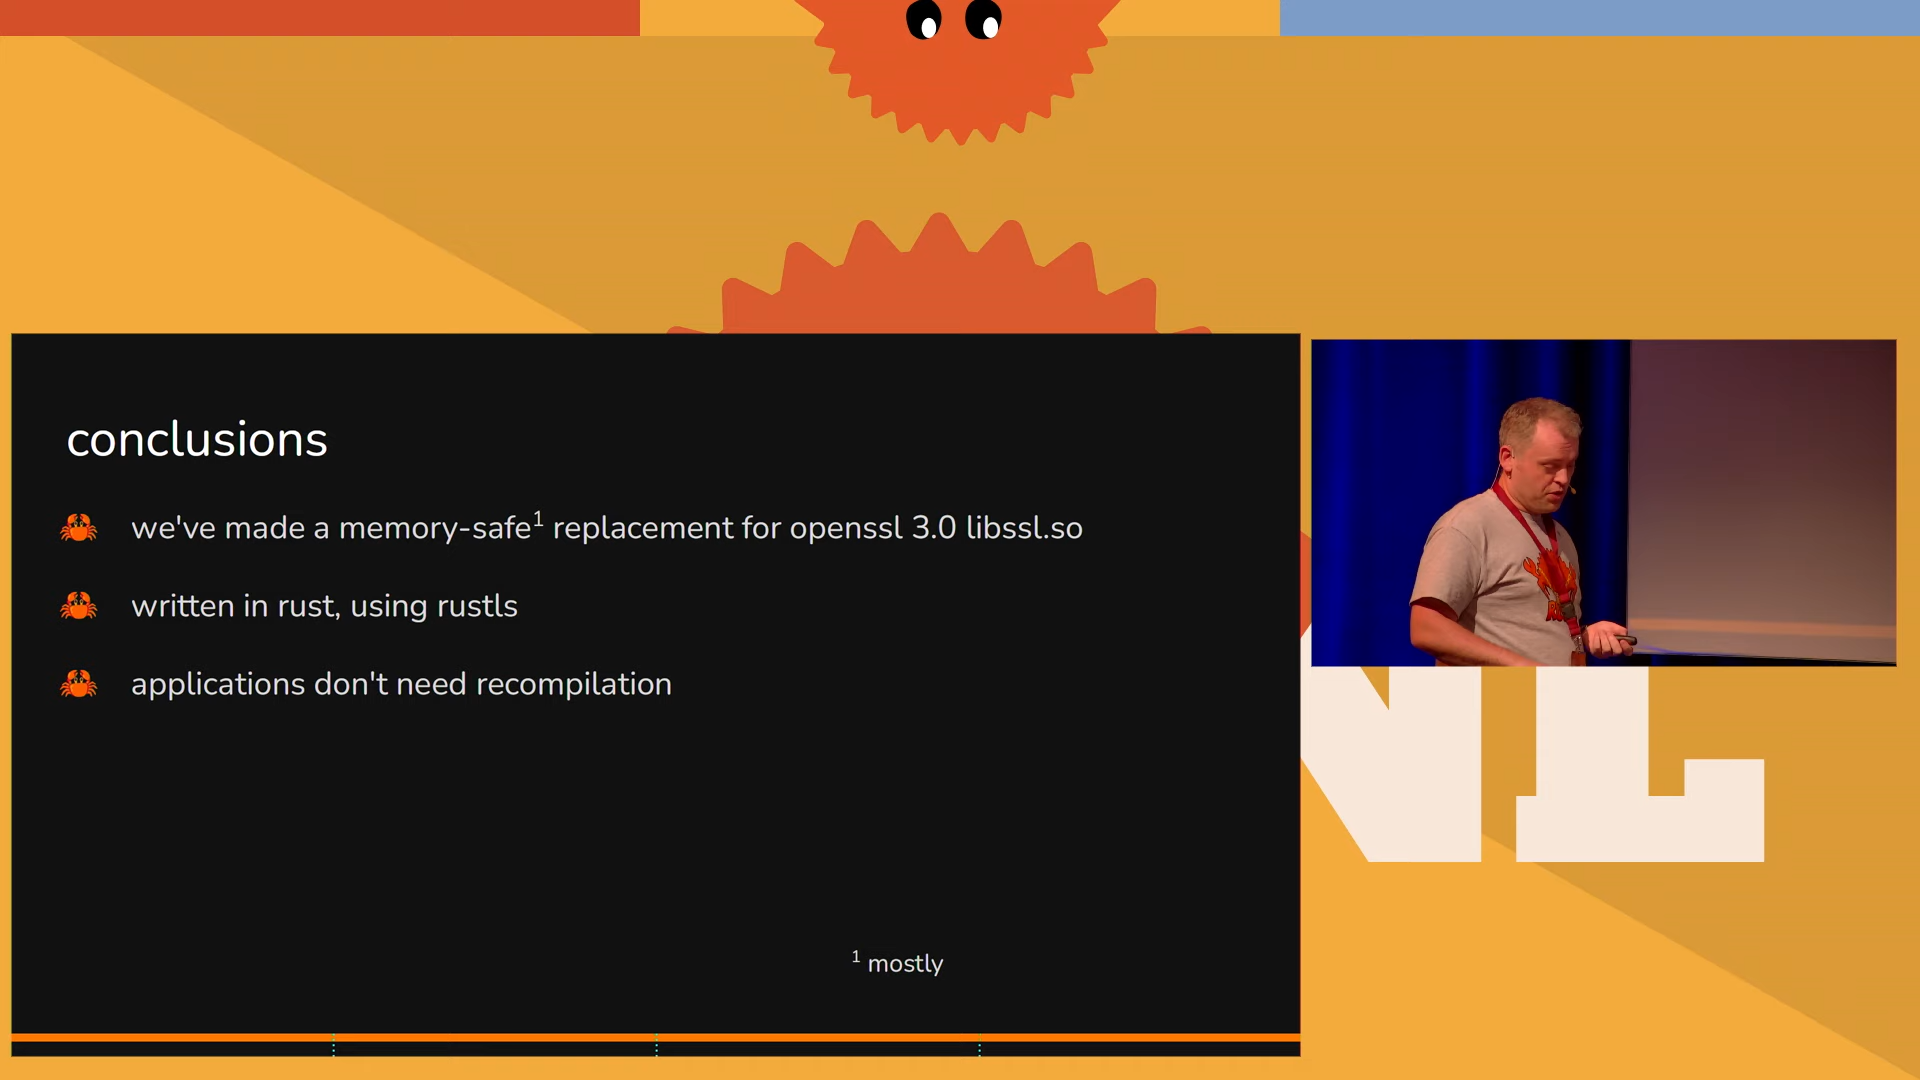 conclusions
we've made a memory-safe¹ replacement for openssl 3.0 libssl.so
written in rust, using rustls
applications don't need recompilation
¹ mostly
NL